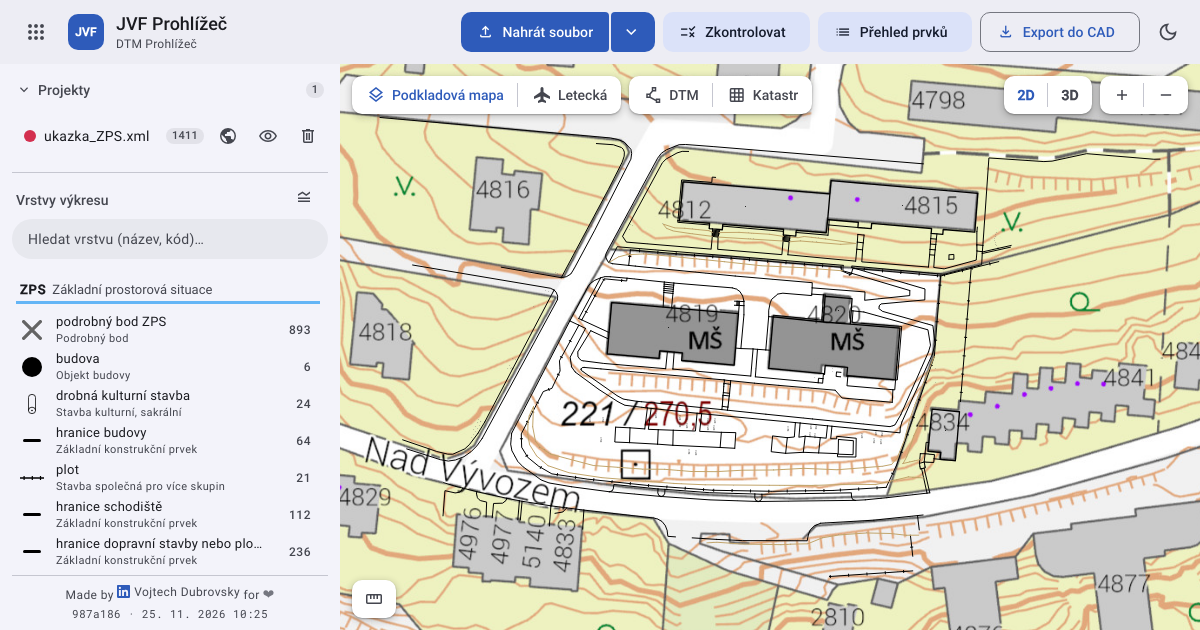 JVF
JVF Prohlížeč
DTM Prohlížeč
Nahrát soubor
Zkontrolovat
Přehled prvků
Export do CAD
Projekty
1
ukazka_ZPS.xml
1411
Vrstvy výkresu
Hledat vrstvu (název, kód)…
ZPS Základní prostorová situace
podrobný bod ZPS
Podrobný bod
893
budova
Objekt budovy
6
drobná kulturní stavba
Stavba kulturní, sakrální
24
hranice budovy
Základní konstrukční prvek
64
plot
Stavba společná pro více skupin
21
hranice schodiště
Základní konstrukční prvek
112
hranice dopravní stavby nebo plo…
Základní konstrukční prvek
236
Made by Vojtech Dubrovsky for ❤
987a186 · 25. 11. 2026 10:25
Podkladová mapa
Letecká
DTM
Katastr
2D
3D
+
−
4798
4816
4812
4815
4818
4819
4820
MŠ
MŠ
4841
4834
221 / 270,5
Nad Vývozem
4829
4976
4977
5140
4833
4877
2810